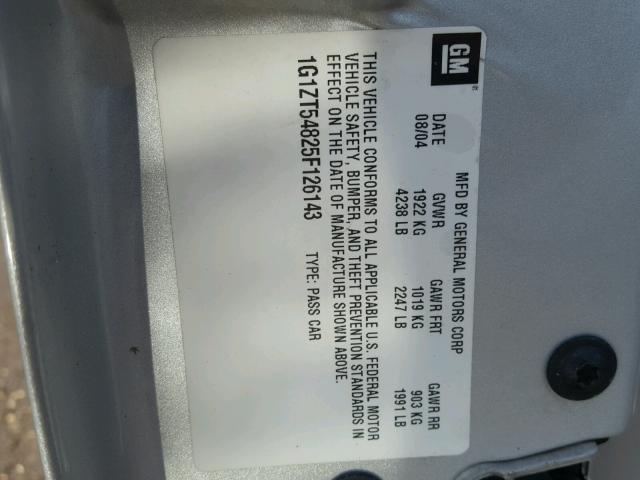 GM
®
MFD BY GENERAL MOTORS CORP
DATE GVWR GAWR FRT GAWR RR
08/04 1922 KG 1019 KG 903 KG
4238 LB 2247 LB 1991 LB
THIS VEHICLE CONFORMS TO ALL APPLICABLE U.S. FEDERAL MOTOR
VEHICLE SAFETY, BUMPER, AND THEFT PREVENTION STANDARDS IN
EFFECT ON THE DATE OF MANUFACTURE SHOWN ABOVE.
1G1ZT54825F126143 TYPE: PASS CAR